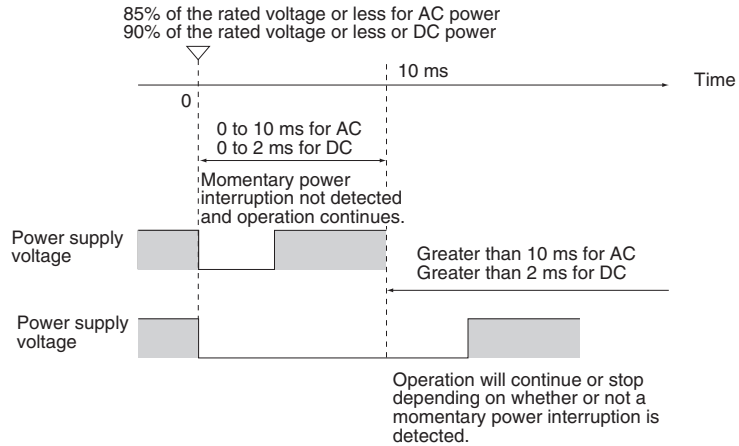 85% of the rated voltage or less for AC power
90% of the rated voltage or less or DC power
10 ms
Time
0
0 to 10 ms for AC
0 to 2 ms for DC
Momentary power
interruption not detected
and operation continues.
Power supply
voltage
Greater than 10 ms for AC
Greater than 2 ms for DC
Power supply
voltage
Operation will continue or stop
depending on whether or not a
momentary power interruption is
detected.